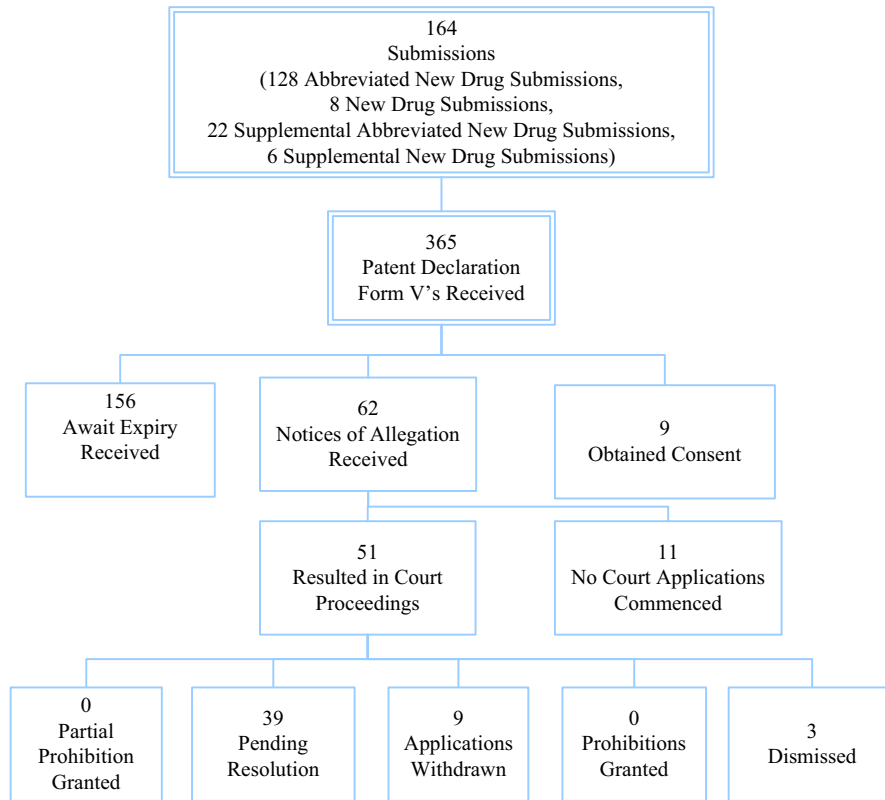 164
Submissions
(128 Abbreviated New Drug Submissions,
8 New Drug Submissions,
22 Supplemental Abbreviated New Drug Submissions,
6 Supplemental New Drug Submissions)
365
Patent Declaration
Form V's Received
156
Await Expiry
Received
62
Notices of Allegation
Received
9
Obtained Consent
51
Resulted in Court
Proceedings
11
No Court Applications
Commenced
0
Partial
Prohibition
Granted
39
Pending
Resolution
9
Applications
Withdrawn
0
Prohibitions
Granted
3
Dismissed